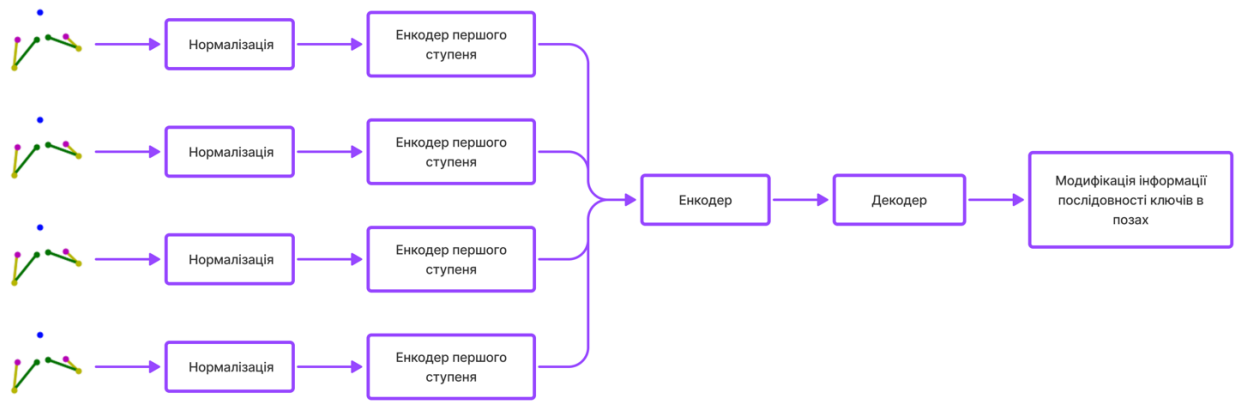 Нормалізація
Енкодер першого
ступеня
Нормалізація
Енкодер першого
ступеня
Нормалізація
Енкодер першого
ступеня
Нормалізація
Енкодер першого
ступеня
Енкодер
Декодер
Модифікація інформації
послідовності ключів в
позах